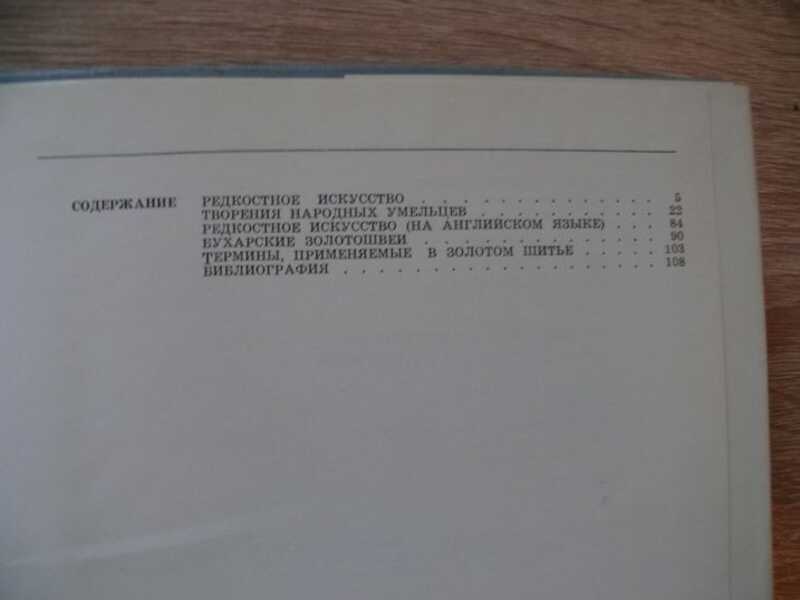 СОДЕРЖАНИЕ РЕДКОСТНОЕ ИСКУССТВО . . . . . . . . . . . . . 5
ТВОРЕНИЯ НАРОДНЫХ УМЕЛЬЦЕВ . . . . . . . . . . . 22
РЕДКОСТНОЕ ИСКУССТВО (НА АНГЛИЙСКОМ ЯЗЫКЕ) . . . 84
БУХАРСКИЕ ЗОЛОТОШВЕИ . . . . . . . . . . . . . 90
ТЕРМИНЫ, ПРИМЕНЯЕМЫЕ В ЗОЛОТОМ ШИТЬЕ . . . . . 103
БИБЛИОГРАФИЯ . . . . . . . . . . . . . . . . . 108